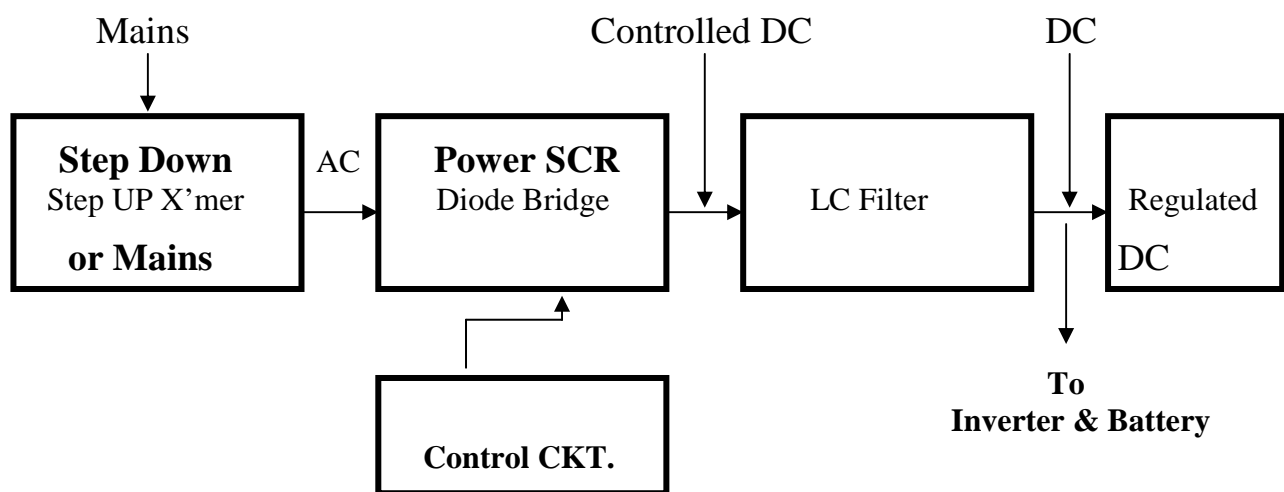 Mains
Controlled DC
DC
Step Down
Step UP X’mer
or Mains
AC
Power SCR
Diode Bridge
LC Filter
Regulated
DC
Control CKT.
To
Inverter & Battery